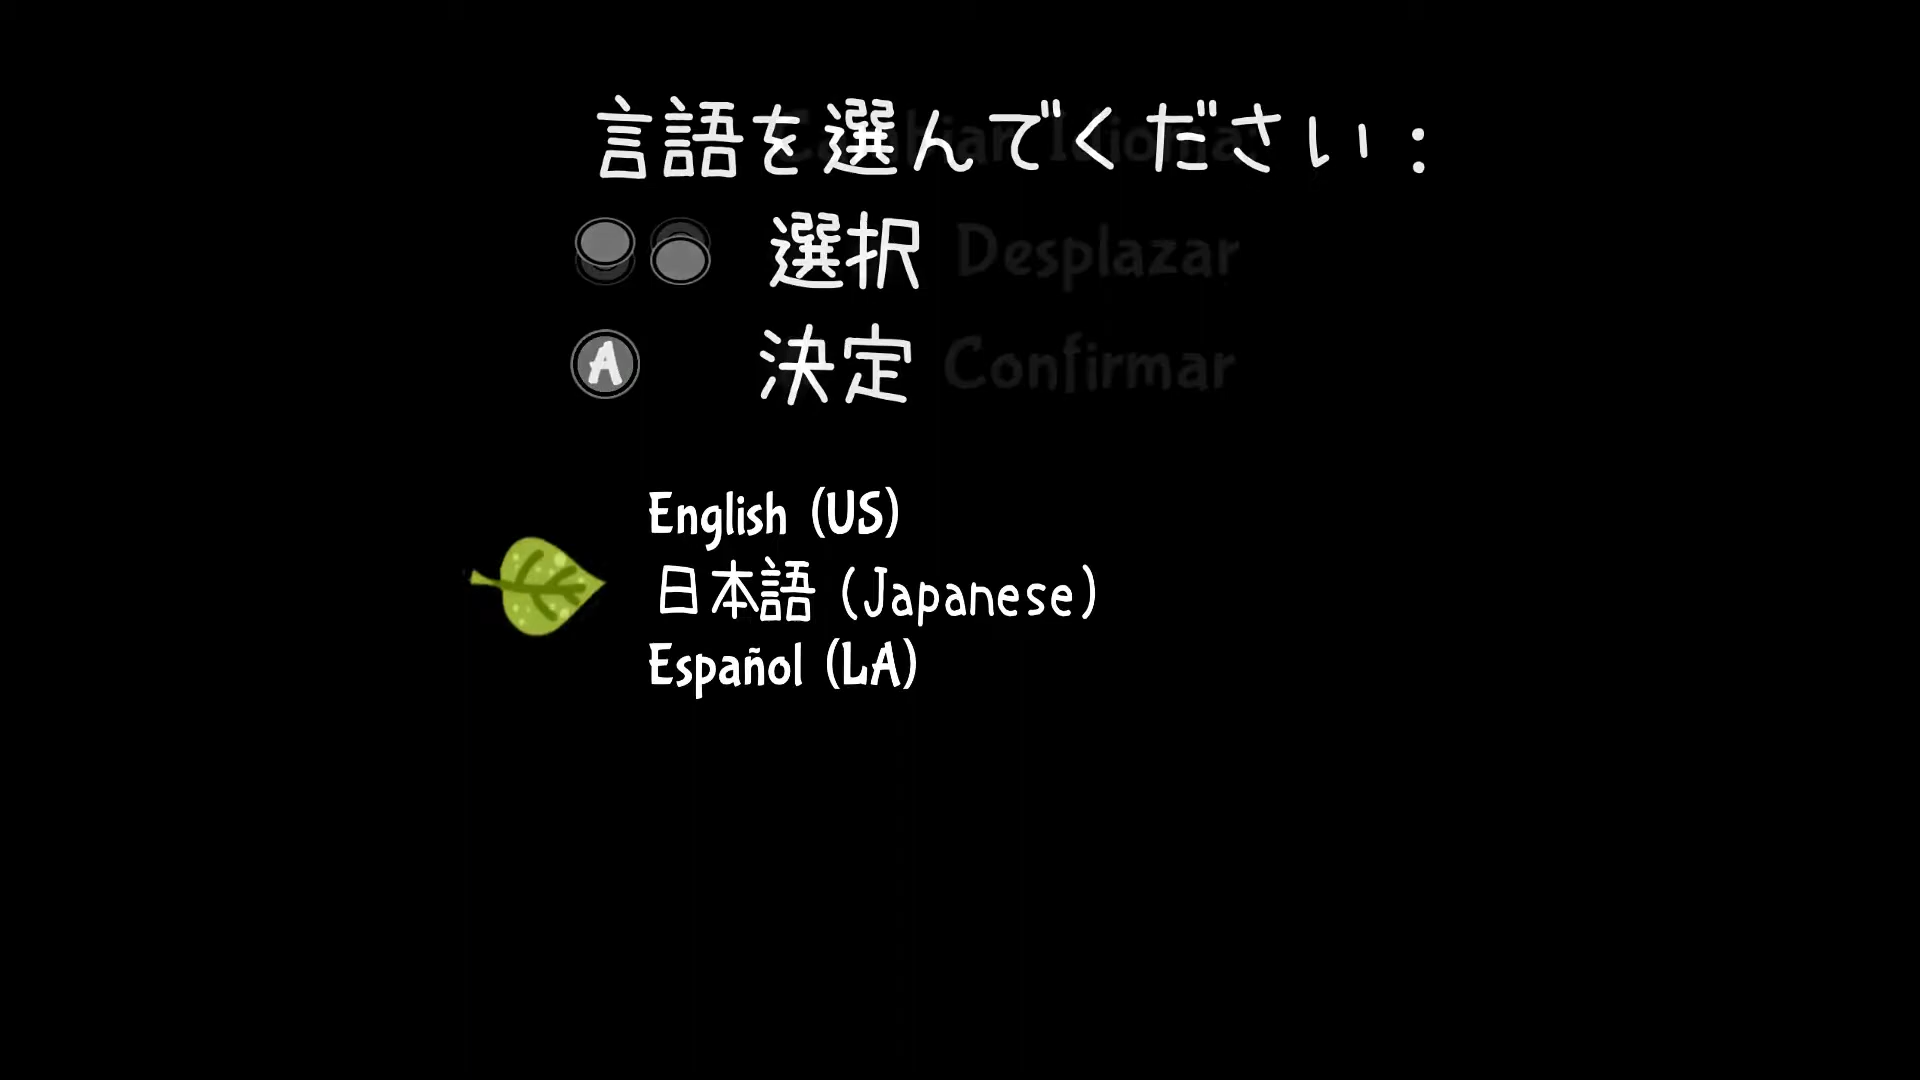 言語を選んでください:
選択 Desplazar
A 決定 Confirmar
English (US)
日本語 (Japanese)
Español (LA)